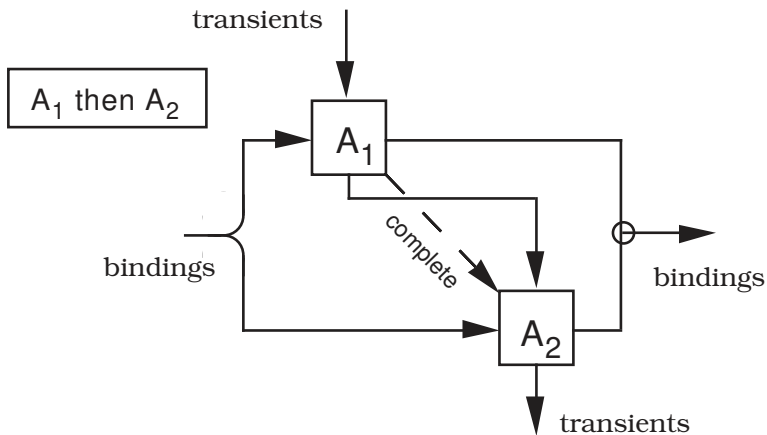 transients
A1 then A2
A1
complete
bindings
bindings
A2
transients